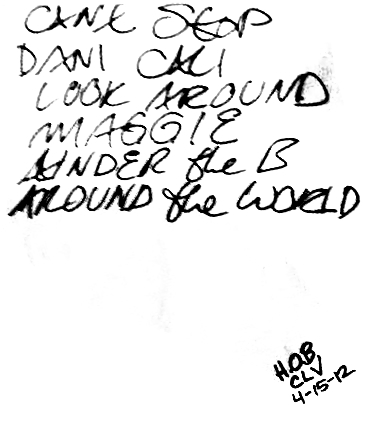 CANT STOP
DANI CALI
LOOK AROUND
MAGGIE
UNDER the B
AROUND the WORLD
H.O.B
CLV
4-15-12